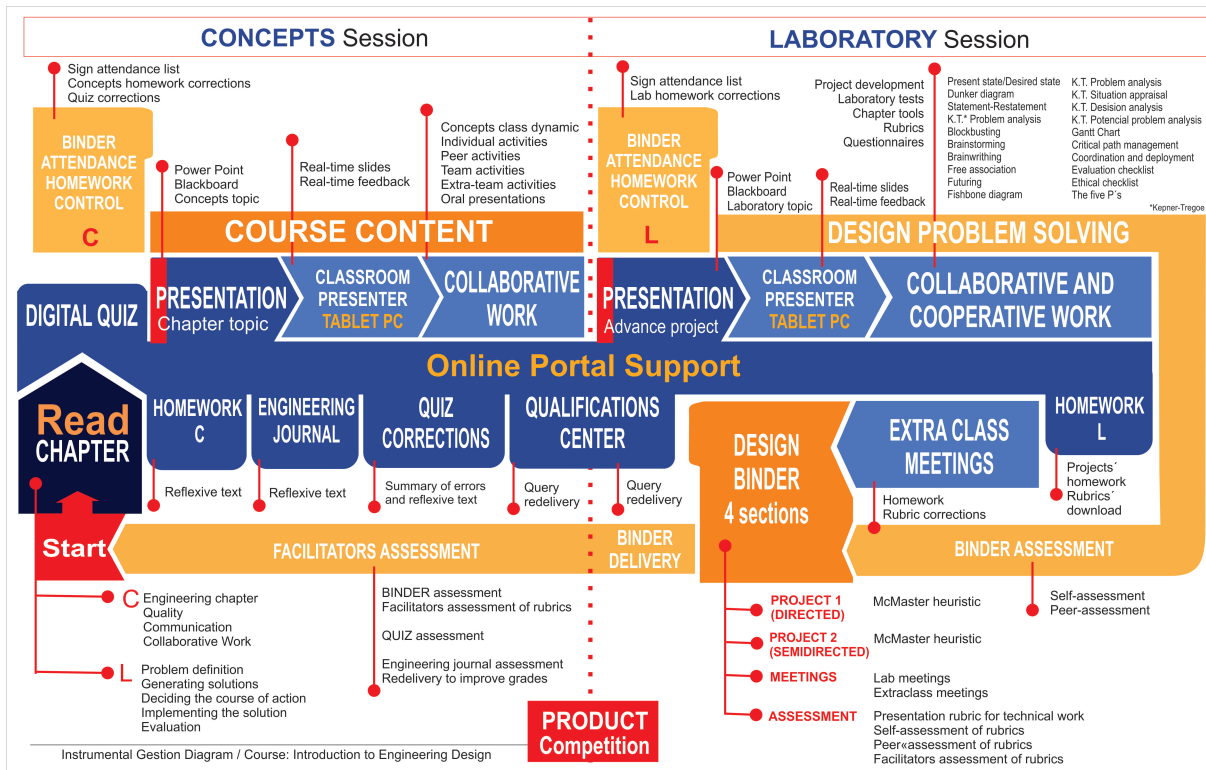 CONCEPTS Session
LABORATORY Session
Sign attendance list
Concepts homework corrections
Quiz corrections
BINDER
ATTENDANCE
HOMEWORK
CONTROL
C
Power Point
Blackboard
Concepts topic
Real-time slides
Real-time feedback
Concepts class dynamic
Individual activities
Peer activities
Team activities
Extra-team activities
Oral presentations
COURSE CONTENT
Sign attendance list
Lab homework corrections
BINDER
ATTENDANCE
HOMEWORK
CONTROL
L
Power Point
Blackboard
Laboratory topic
Real-time slides
Real-time feedback
Project development
Laboratory tests
Chapter tools
Rubrics
Questionnaires
Present state/Desired state
Dunker diagram
Statement-Restatement
K.T.* Problem analysis
Blockbusting
Brainstorming
Brainwrithing
Free association
Futuring
Fishbone diagram
K.T. Problem analysis
K.T. Situation appraisal
K.T. Desision analysis
K.T. Potencial problem analysis
Gantt Chart
Critical path management
Coordination and deployment
Evaluation checklist
Ethical checklist
The five P´s
*Kepner-Tregoe
DESIGN PROBLEM SOLVING
DIGITAL QUIZ
PRESENTATION
Chapter topic
CLASSROOM
PRESENTER
TABLET PC
COLLABORATIVE
WORK
PRESENTATION
Advance project
CLASSROOM
PRESENTER
TABLET PC
COLLABORATIVE AND
COOPERATIVE WORK
Online Portal Support
Read
CHAPTER
HOMEWORK
C
ENGINEERING
JOURNAL
QUIZ
CORRECTIONS
QUALIFICATIONS
CENTER
DESIGN
BINDER
4 sections
EXTRA CLASS
MEETINGS
HOMEWORK
L
Reflexive text
Reflexive text
Summary of errors
and reflexive text
Query
redelivery
Query
redelivery
Homework
Rubric corrections
Projects´
homework
Rubrics´
download
Start
FACILITATORS ASSESSMENT
BINDER
DELIVERY
BINDER ASSESSMENT
C
Engineering chapter
Quality
Communication
Collaborative Work
L
Problem definition
Generating solutions
Deciding the course of action
Implementing the solution
Evaluation
BINDER assessment
Facilitators assessment of rubrics
QUIZ assessment
Engineering journal assessment
Redelivery to improve grades
Self-assessment
Peer-assessment
PROJECT 1
(DIRECTED)
McMaster heuristic
PROJECT 2
(SEMIDIRECTED)
McMaster heuristic
MEETINGS
Lab meetings
Extraclass meetings
ASSESSMENT
Presentation rubric for technical work
Self-assessment of rubrics
Peer«assessment of rubrics
Facilitators assessment of rubrics
PRODUCT
Competition
Instrumental Gestion Diagram / Course: Introduction to Engineering Design